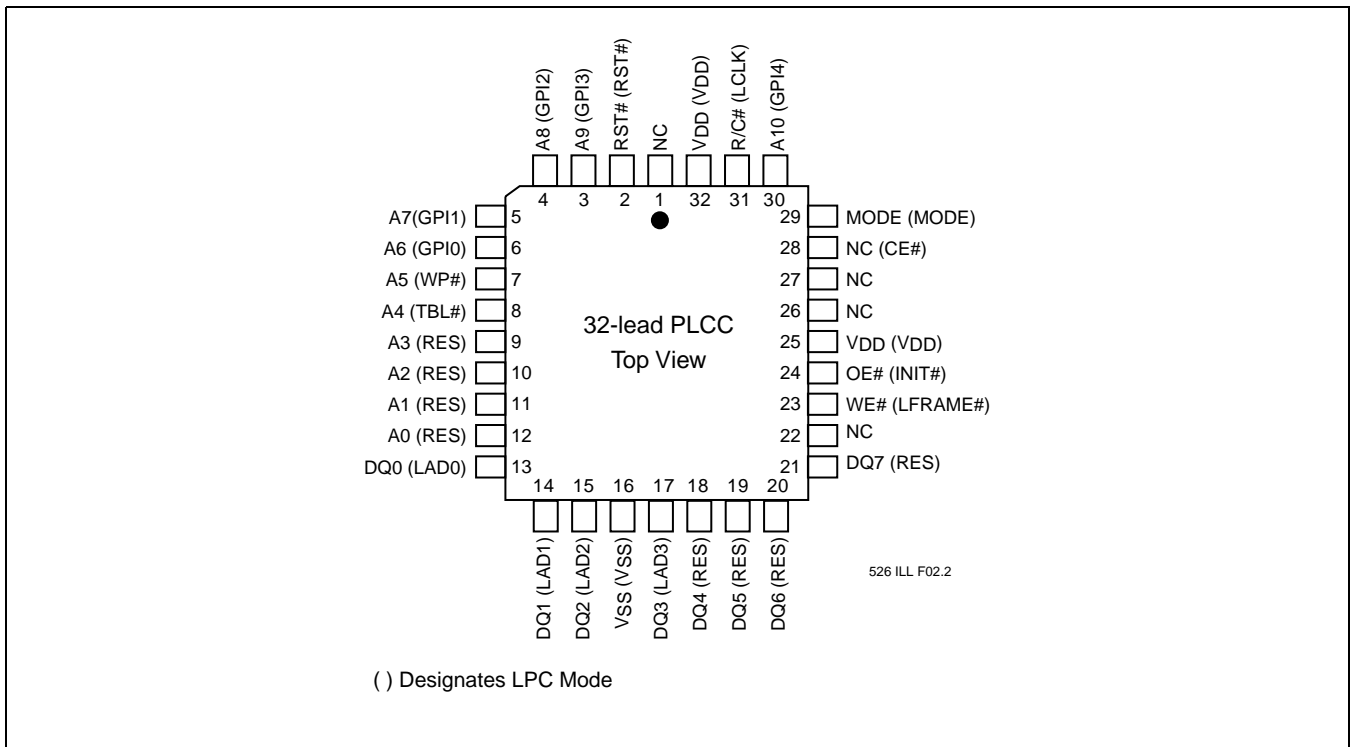 A8 (GPI2)
A9 (GPI3)
RST# (RST#)
NC
VDD (VDD)
R/C# (LCLK)
A10 (GPI4)
4
3
2
1
32
31
30
A7(GPI1)
5
A6 (GPI0)
6
A5 (WP#)
7
A4 (TBL#)
8
A3 (RES)
9
A2 (RES)
10
A1 (RES)
11
A0 (RES)
12
DQ0 (LAD0)
13
32-lead PLCC
Top View
29
MODE (MODE)
28
NC (CE#)
27
NC
26
NC
25
VDD (VDD)
24
OE# (INIT#)
23
WE# (LFRAME#)
22
NC
21
DQ7 (RES)
14
15
16
17
18
19
20
DQ1 (LAD1)
DQ2 (LAD2)
VSS (VSS)
DQ3 (LAD3)
DQ4 (RES)
DQ5 (RES)
DQ6 (RES)
526 ILL F02.2
( ) Designates LPC Mode